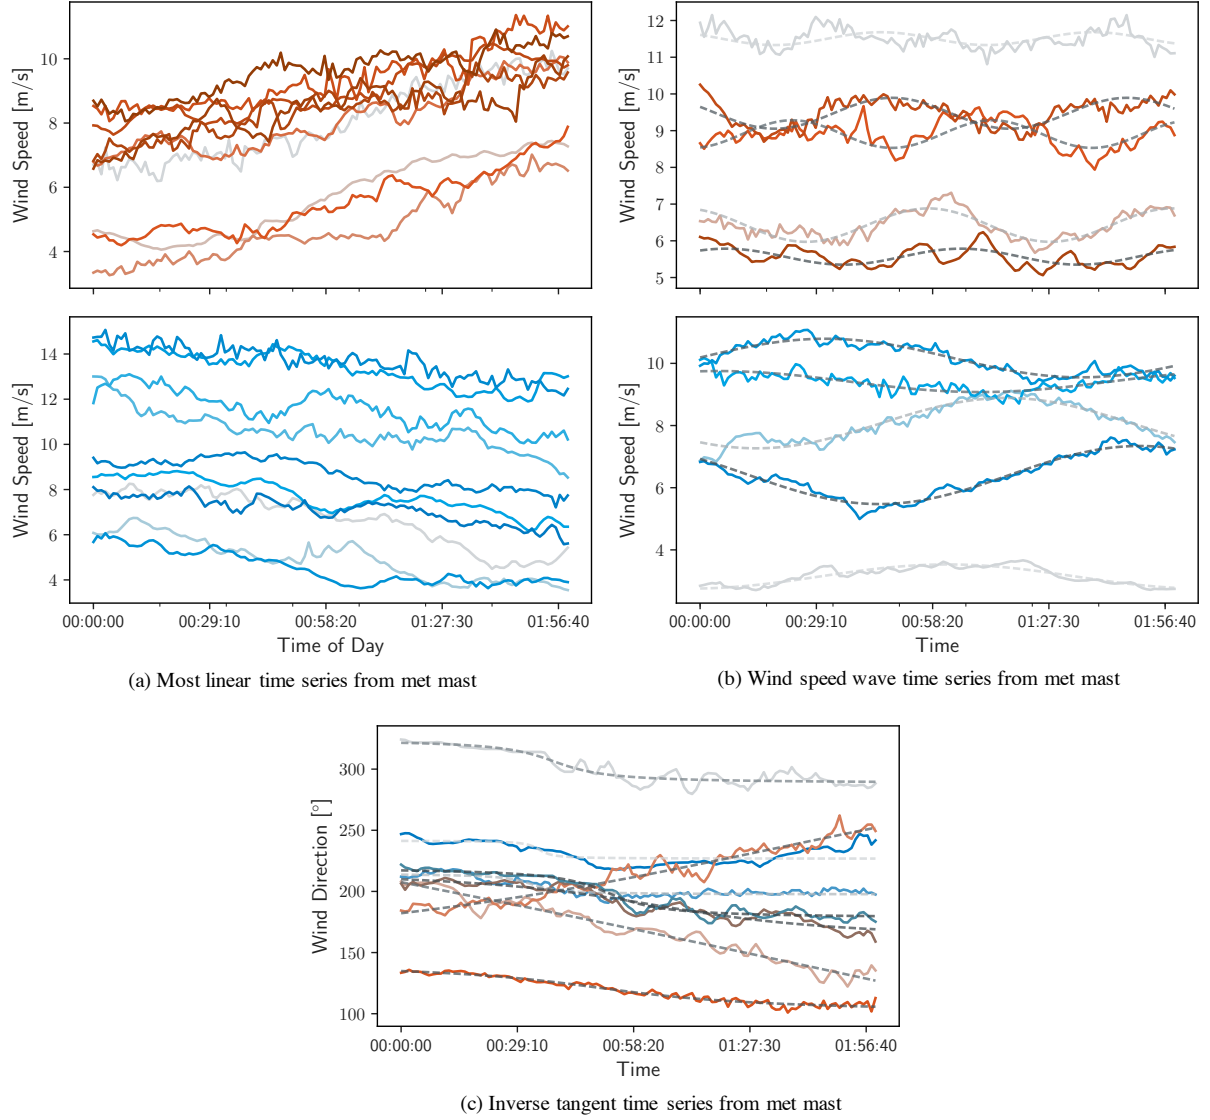 Wind Speed [m/s]
10
8
6
4
Wind Speed [m/s]
12
11
10
9
8
7
6
5
Wind Speed [m/s]
14
12
10
8
6
4
00:00:00 00:29:10 00:58:20 01:27:30 01:56:40
Time of Day
(a) Most linear time series from met mast
Wind Speed [m/s]
10
8
6
4
00:00:00 00:29:10 00:58:20 01:27:30 01:56:40
Time
(b) Wind speed wave time series from met mast
Wind Direction [°]
300
250
200
150
100
00:00:00 00:29:10 00:58:20 01:27:30 01:56:40
Time
(c) Inverse tangent time series from met mast